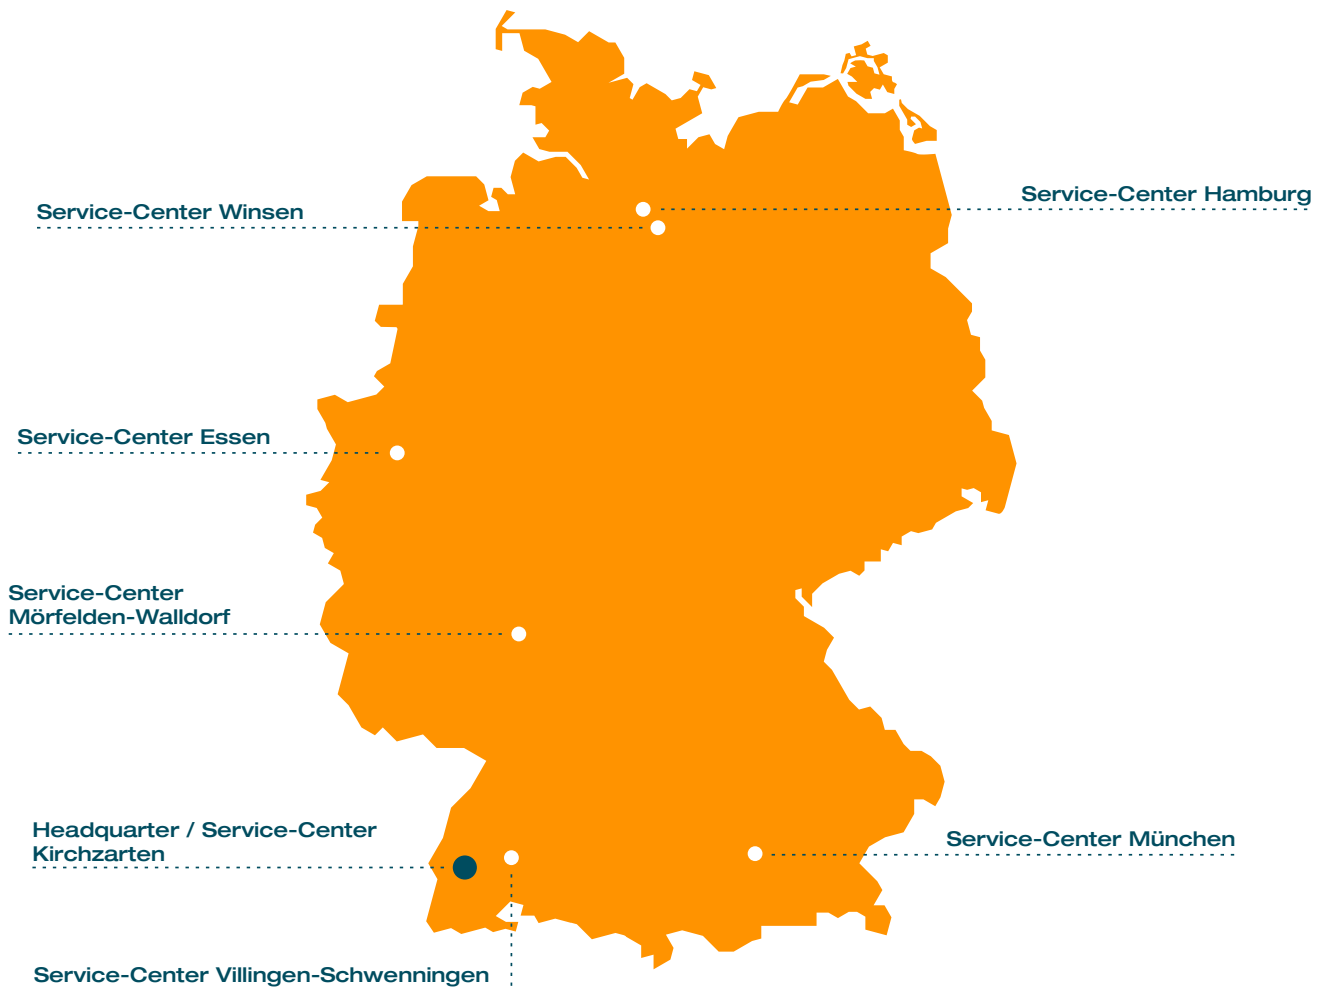 Service-Center Hamburg
Service-Center Winsen
Service-Center Essen
Service-Center
Mörfelden-Walldorf
Headquarter / Service-Center
Kirchzarten
Service-Center München
Service-Center Villingen-Schwenningen